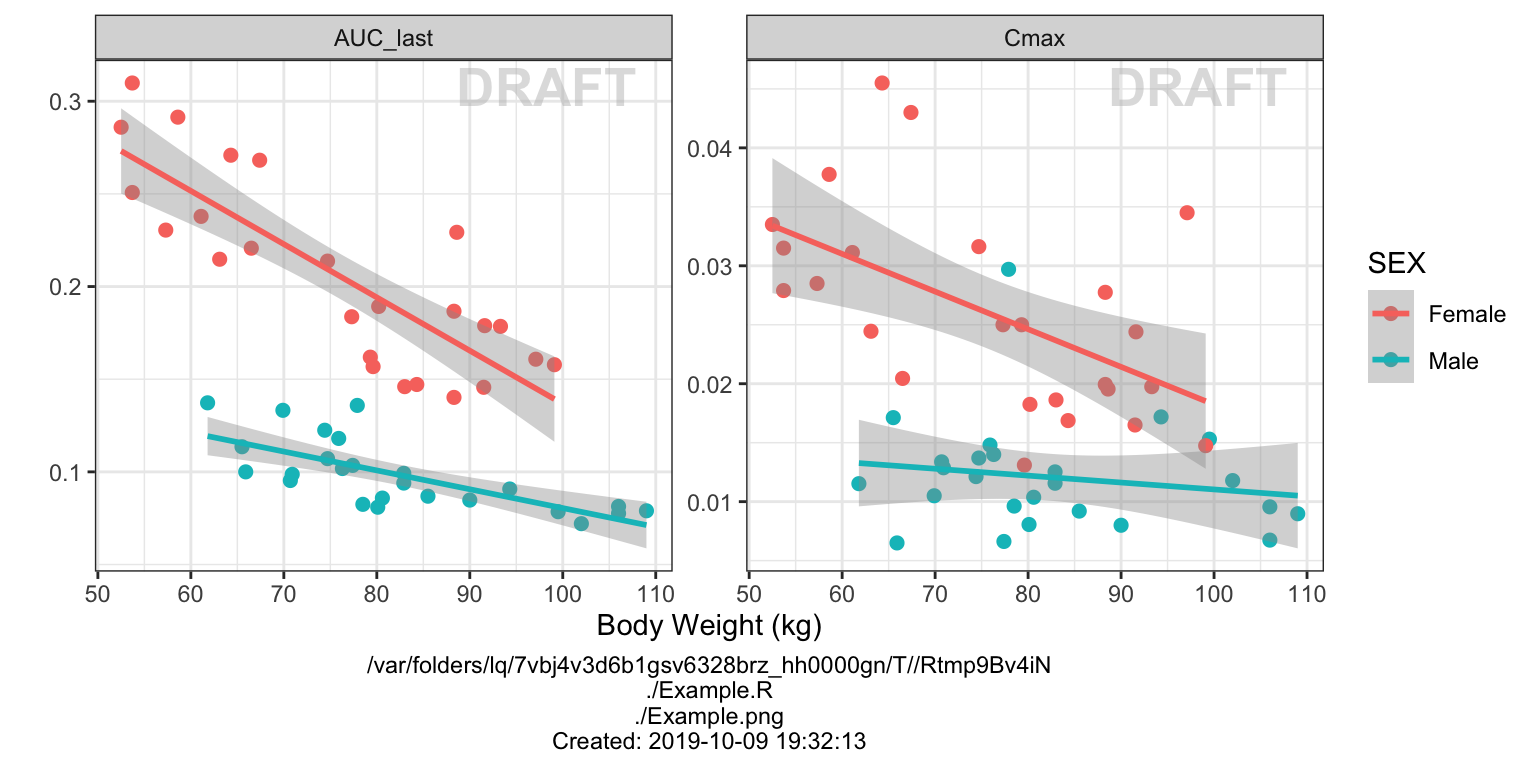 AUC_last
Cmax
DRAFT
DRAFT
0.3
0.2
0.1
0.04
0.03
0.02
0.01
50 60 70 80 90 100 110
50 60 70 80 90 100 110
Body Weight (kg)
SEX
Female
Male
/var/folders/lq/7vbj4v3d6b1gsv6328brz_hh0000gn/T//Rtmp9Bv4iN
./Example.R
./Example.png
Created: 2019-10-09 19:32:13